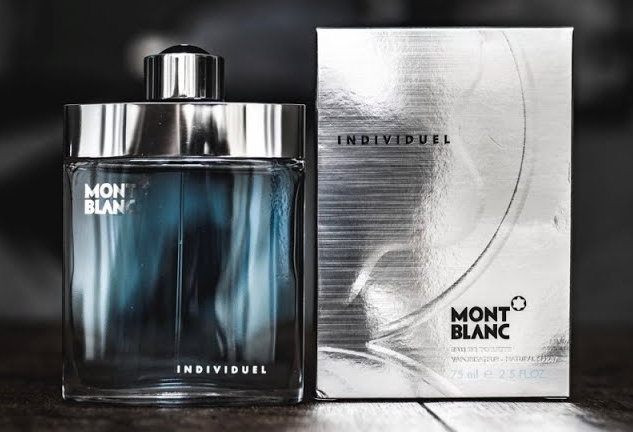 MONT
BLANC
INDIVIDUEL
INDIVIDUEL
MONT
BLANC
75 ml e 2.5 FL.OZ.